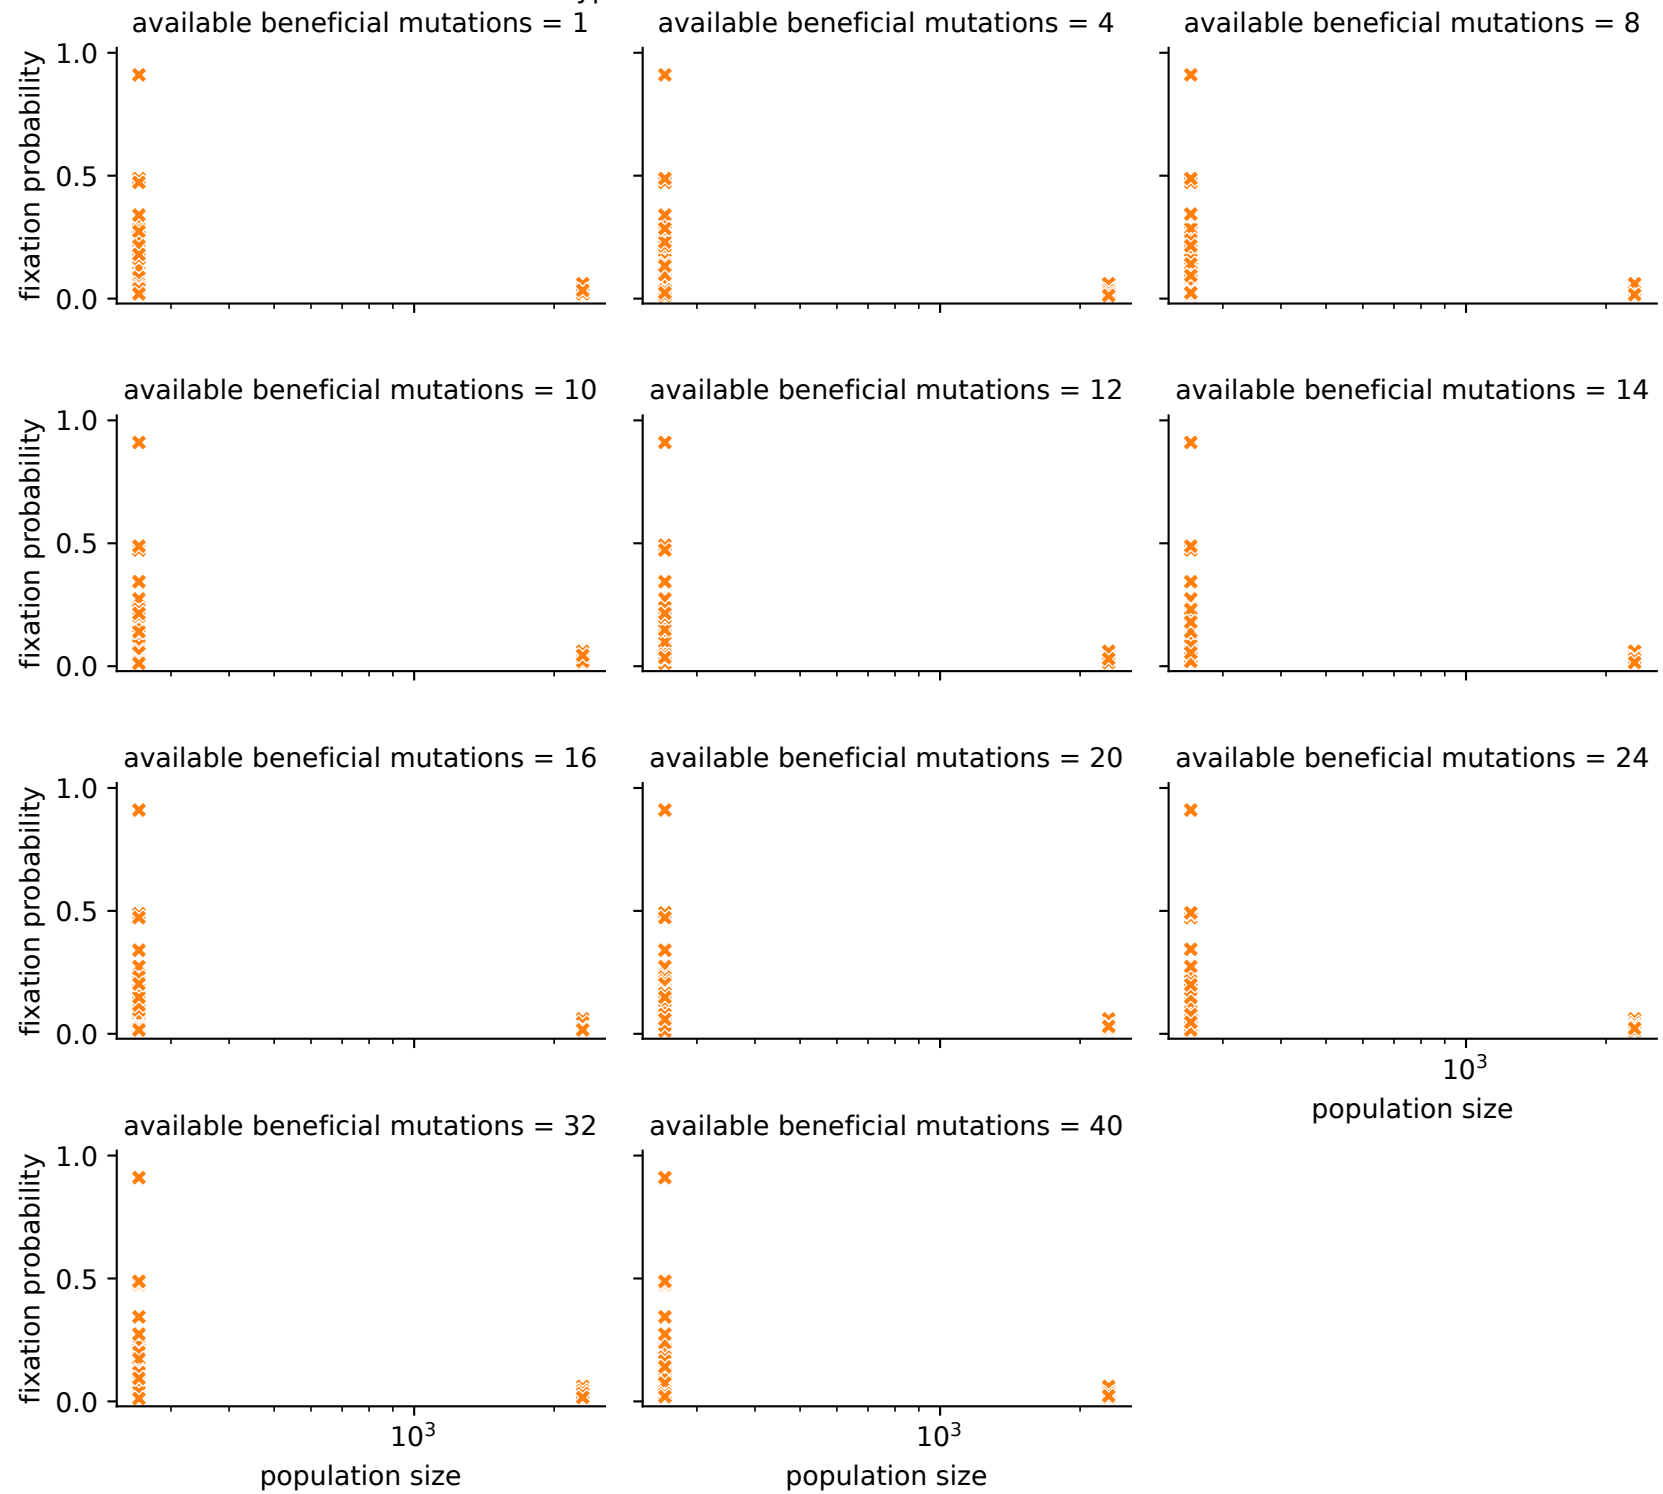 available beneficial mutations = 1
available beneficial mutations = 4
available beneficial mutations = 8
fixation probability
1.0
0.5
0.0
available beneficial mutations = 10
available beneficial mutations = 12
available beneficial mutations = 14
fixation probability
1.0
0.5
0.0
available beneficial mutations = 16
available beneficial mutations = 20
available beneficial mutations = 24
fixation probability
1.0
0.5
0.0
10³
population size
available beneficial mutations = 32
available beneficial mutations = 40
fixation probability
1.0
0.5
0.0
10³
10³
population size
population size